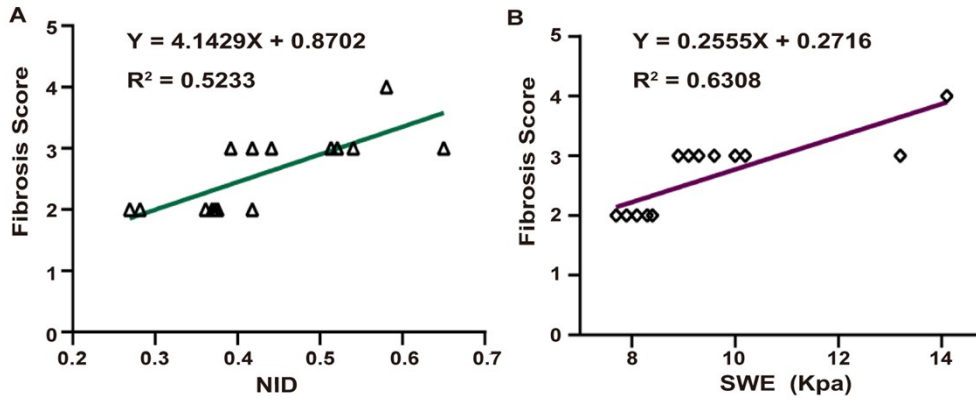 A
Y = 4.1429X + 0.8702
R² = 0.5233
Fibrosis Score
5
4
3
2
1
0
0.2 0.3 0.4 0.5 0.6 0.7
NID
B
Y = 0.2555X + 0.2716
R² = 0.6308
Fibrosis Score
5
4
3
2
1
0
8 10 12 14
SWE (Kpa)